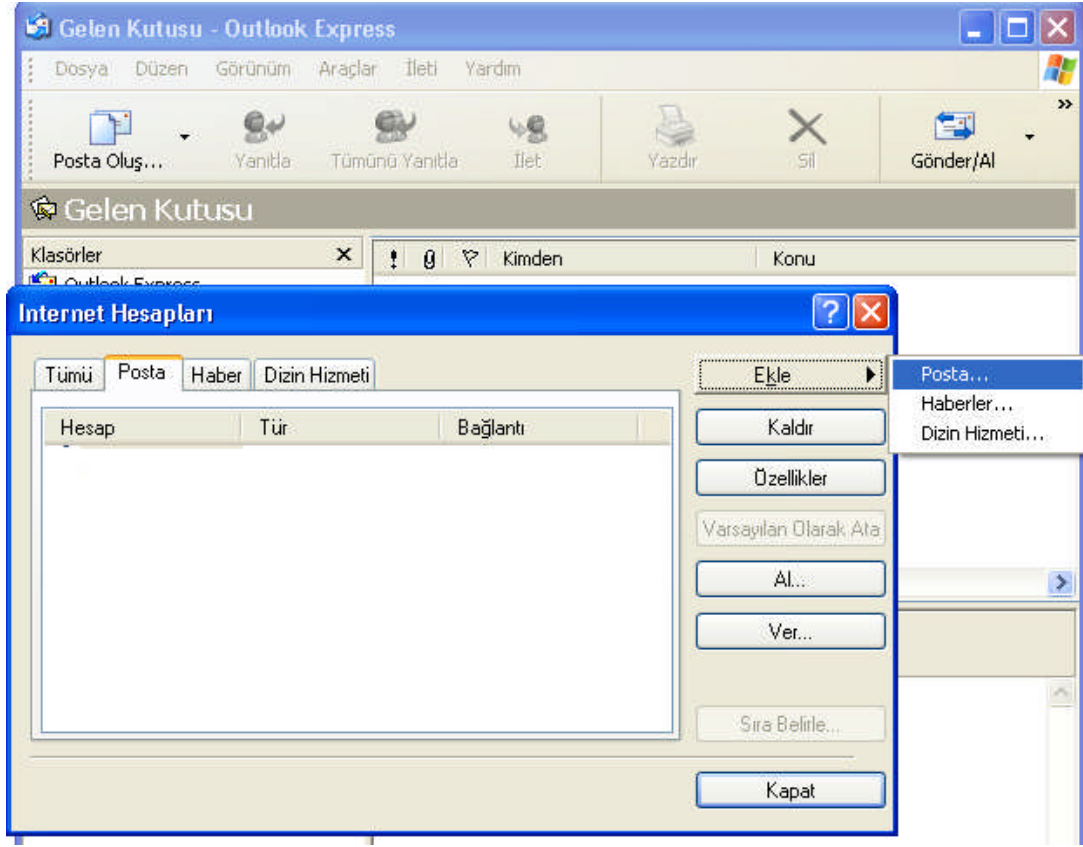 Gelen Kutusu - Outlook Express
Dosya Düzen Görünüm Araçlar İleti Yardım
Posta Oluş... Yanıtla Tümünü Yanıtla İlet Yazdır Sil Gönder/Al
Gelen Kutusu
Klasörler
! Kimden Konu
Outlook Express
Internet Hesapları
Tümü Posta Haber Dizin Hizmeti
Hesap Tür Bağlantı
Ekle
Posta...
Haberler...
Dizin Hizmeti...
Kaldır
Özellikler
Varsayılan Olarak Ata
Al...
Ver...
Sıra Belirle...
Kapat